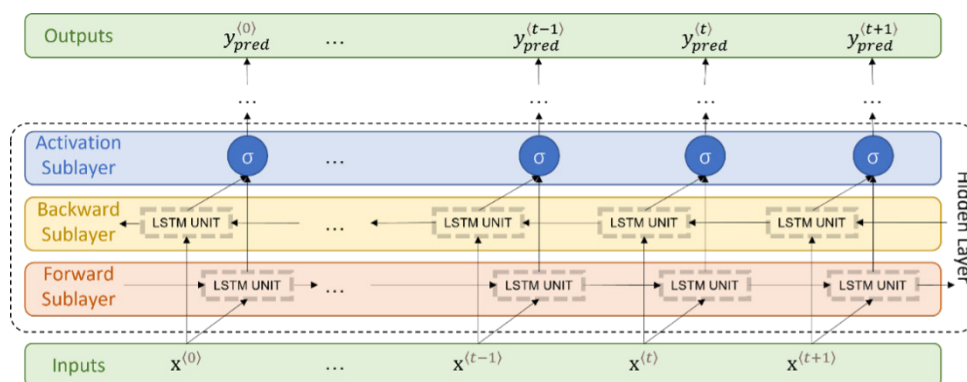 Outputs y_pred^⟨0⟩ ... y_pred^⟨t−1⟩ y_pred^⟨t⟩ y_pred^⟨t+1⟩
... ... ... ...
Activation
Sublayer
σ ... σ σ σ
Backward
Sublayer
LSTM UNIT ... LSTM UNIT LSTM UNIT LSTM UNIT
Forward
Sublayer
LSTM UNIT ... LSTM UNIT LSTM UNIT LSTM UNIT
Hidden Layer
Inputs x^⟨0⟩ ... x^⟨t−1⟩ x^⟨t⟩ x^⟨t+1⟩